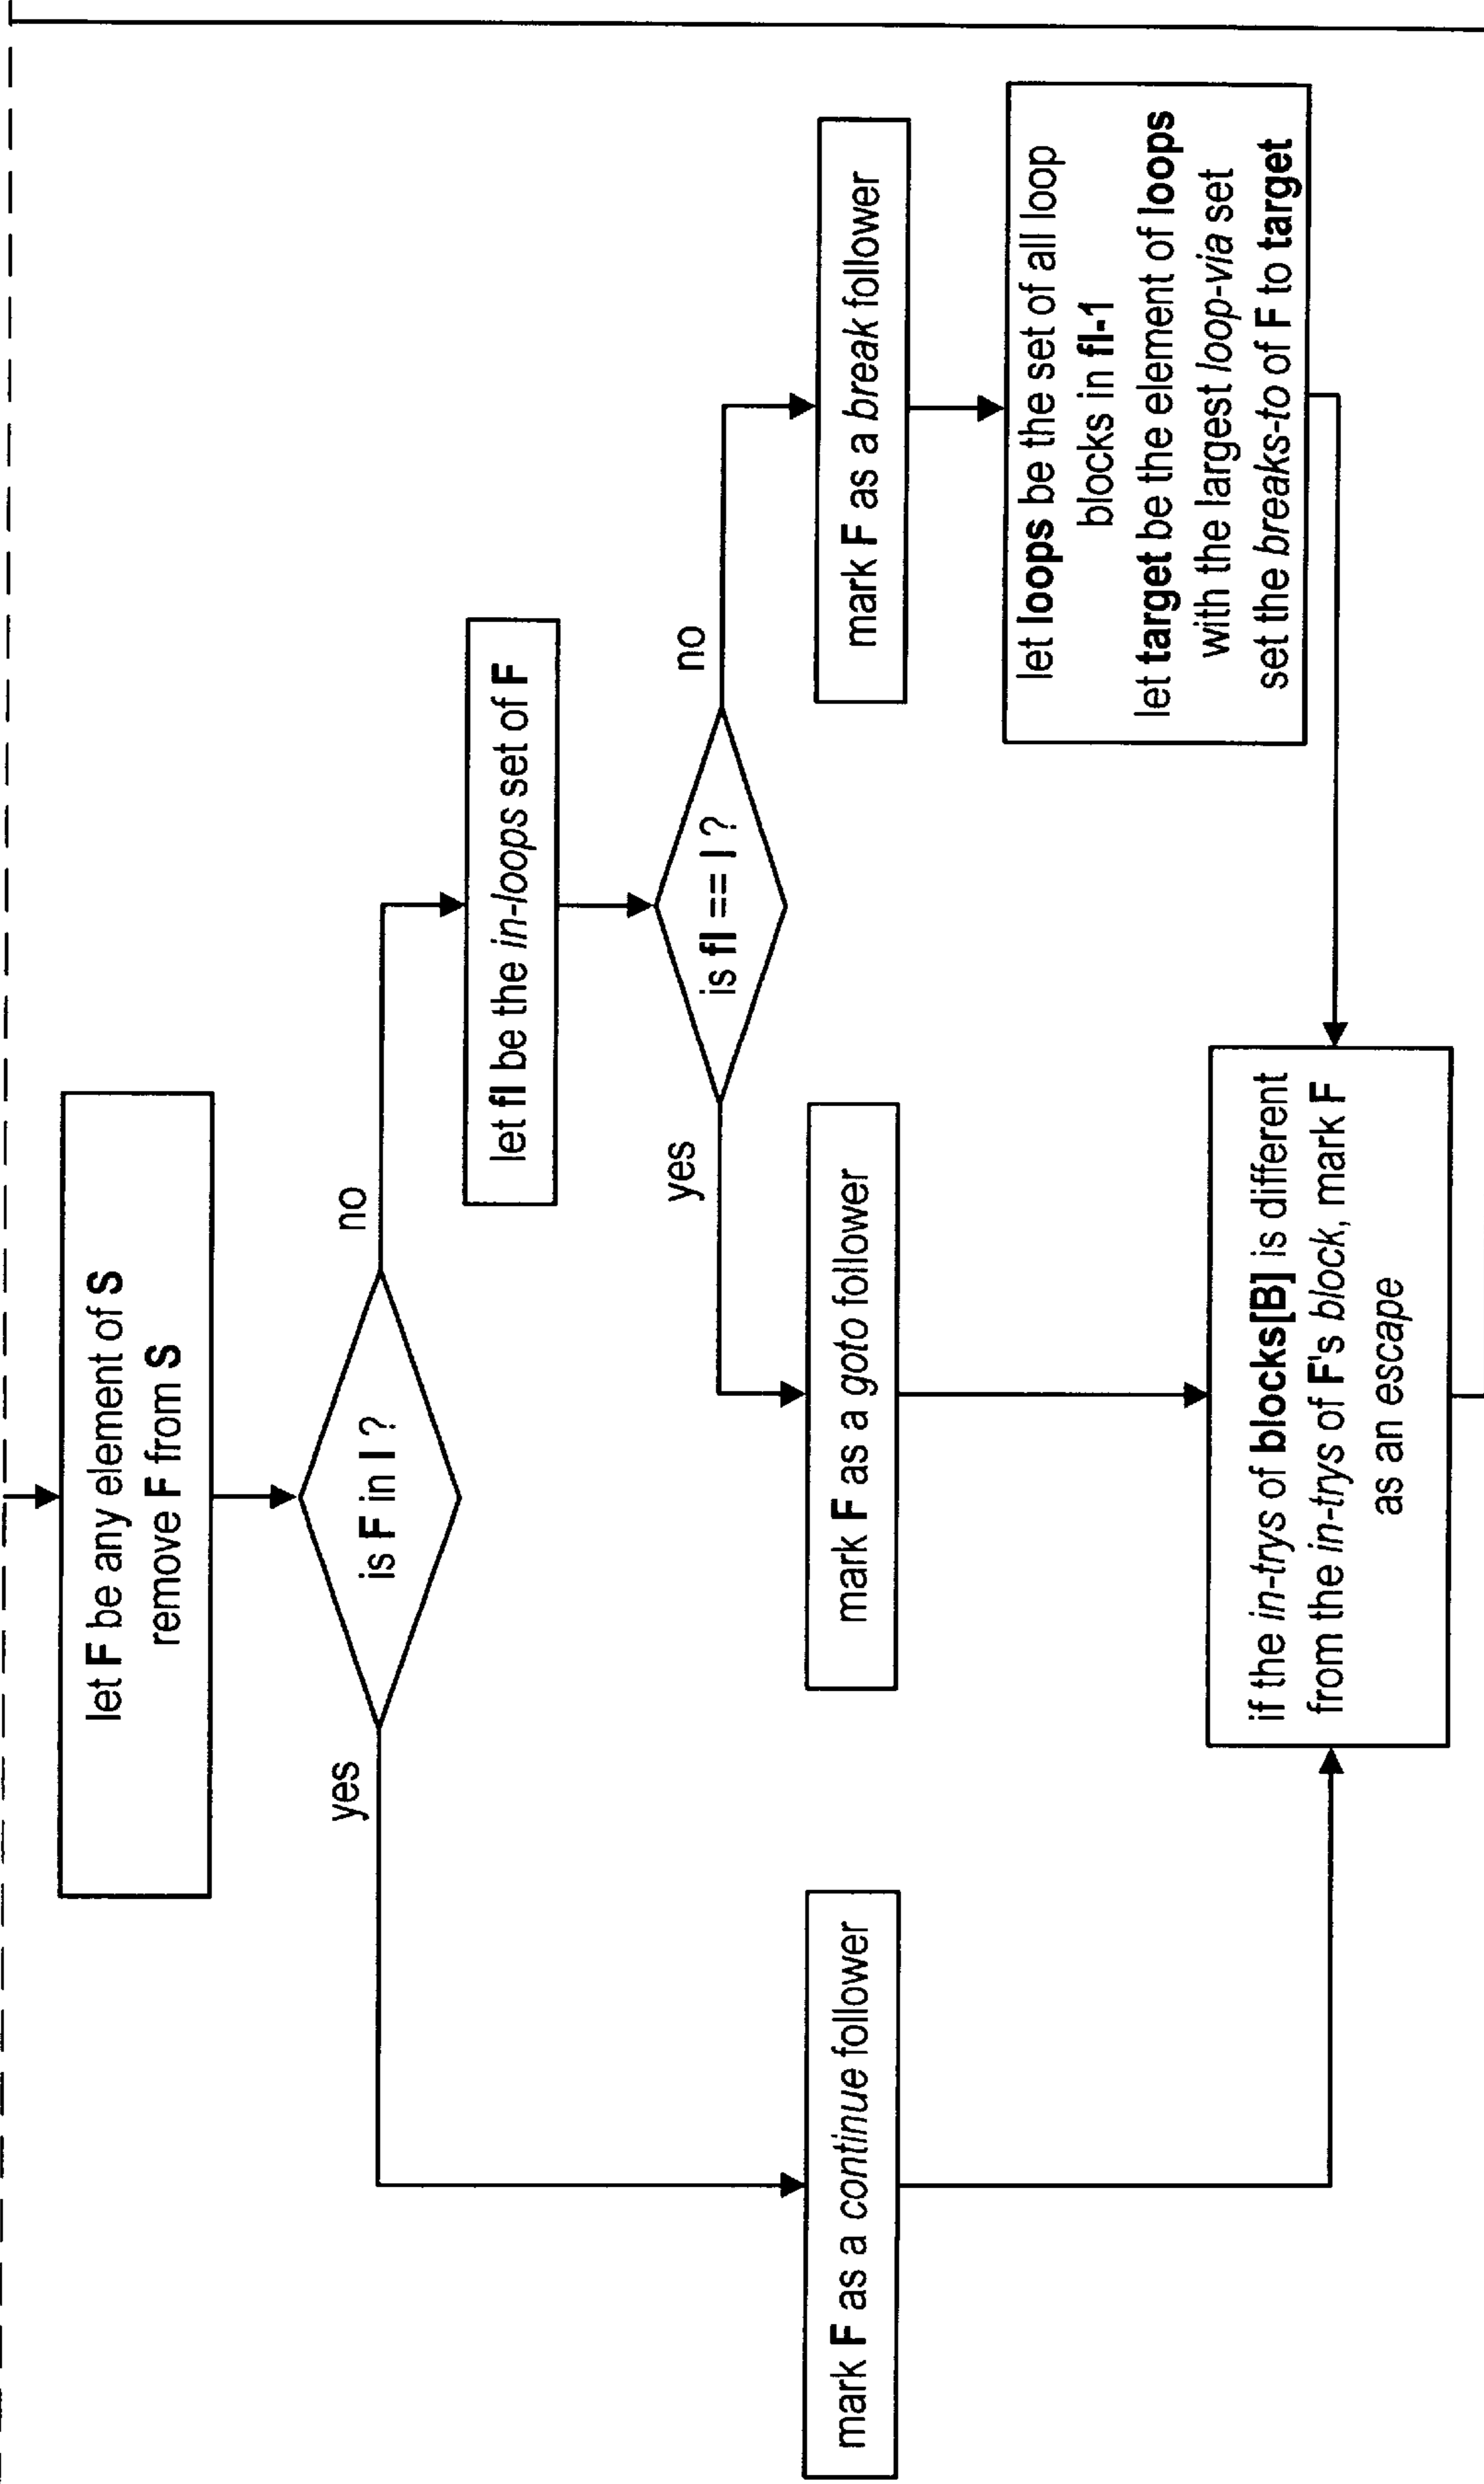 let F be any element of S
remove F from S
is F in l ?
yes
no
let fl be the in-loops set of F
is fl == l ?
yes
no
mark F as a continue follower
mark F as a goto follower
mark F as a break follower
let loops be the set of all loop
blocks in fl-1
let target be the element of loops
with the largest loop-via set
set the breaks-to of F to target
if the in-trys of blocks[B] is different
from the in-trys of F's block, mark F
as an escape